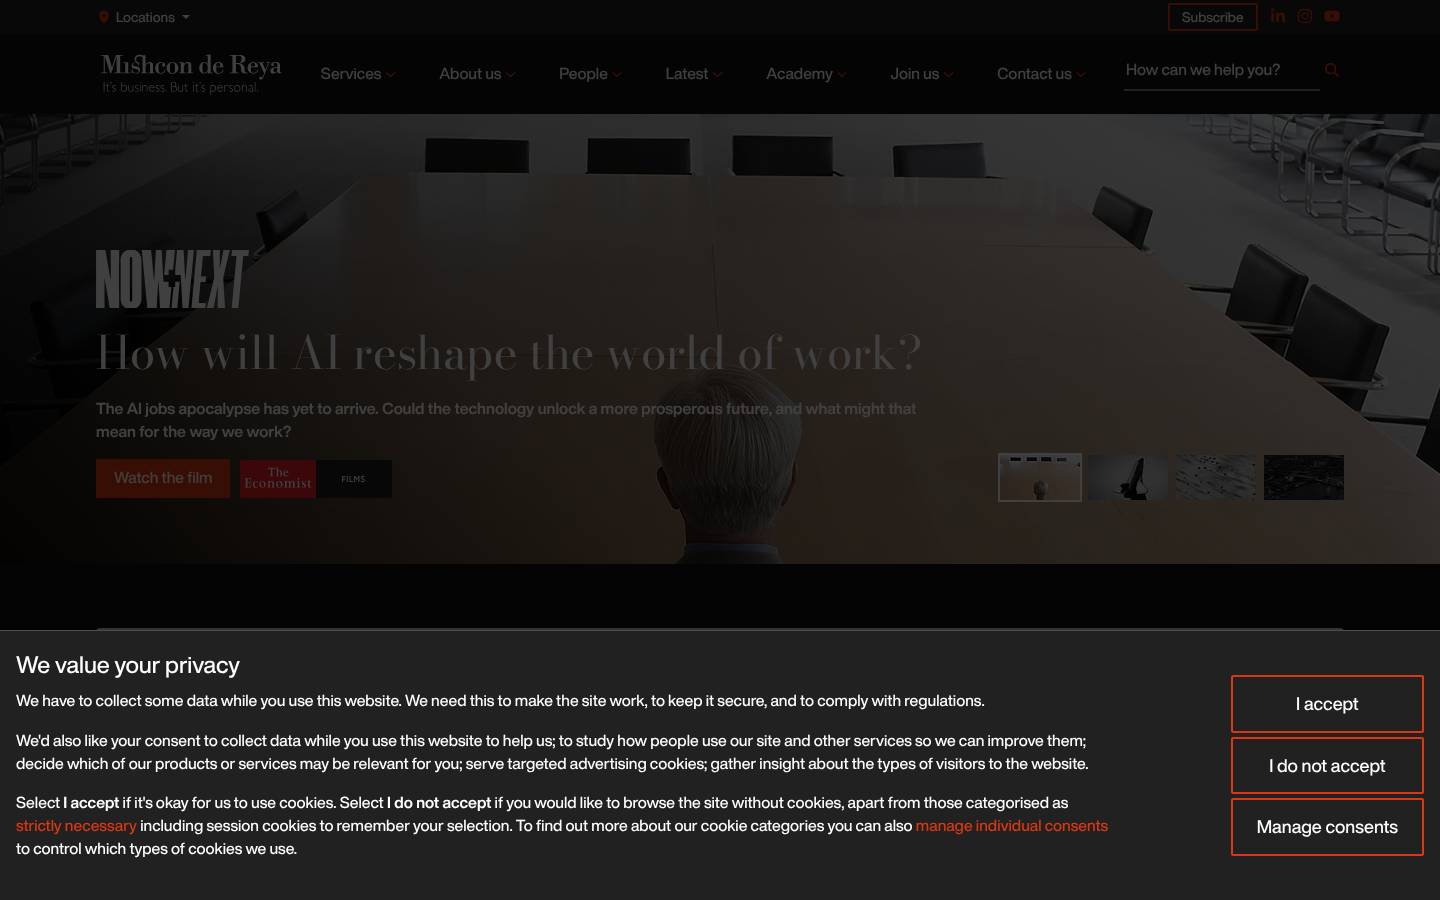 Locations
Subscribe
Mishcon de Reya
It's business. But it's personal.
Services
About us
People
Latest
Academy
Join us
Contact us
How can we help you?
NOW+NEXT
How will AI reshape the world of work?
The AI jobs apocalypse has yet to arrive. Could the technology unlock a more prosperous future, and what might that
mean for the way we work?
Watch the film
The
Economist
FILMS
We value your privacy
We have to collect some data while you use this website. We need this to make the site work, to keep it secure, and to comply with regulations.
We'd also like your consent to collect data while you use this website to help us; to study how people use our site and other services so we can improve them;
decide which of our products or services may be relevant for you; serve targeted advertising cookies; gather insight about the types of visitors to the website.
Select I accept if it's okay for us to use cookies. Select I do not accept if you would like to browse the site without cookies, apart from those categorised as
strictly necessary including session cookies to remember your selection. To find out more about our cookie categories you can also manage individual consents
to control which types of cookies we use.
I accept
I do not accept
Manage consents